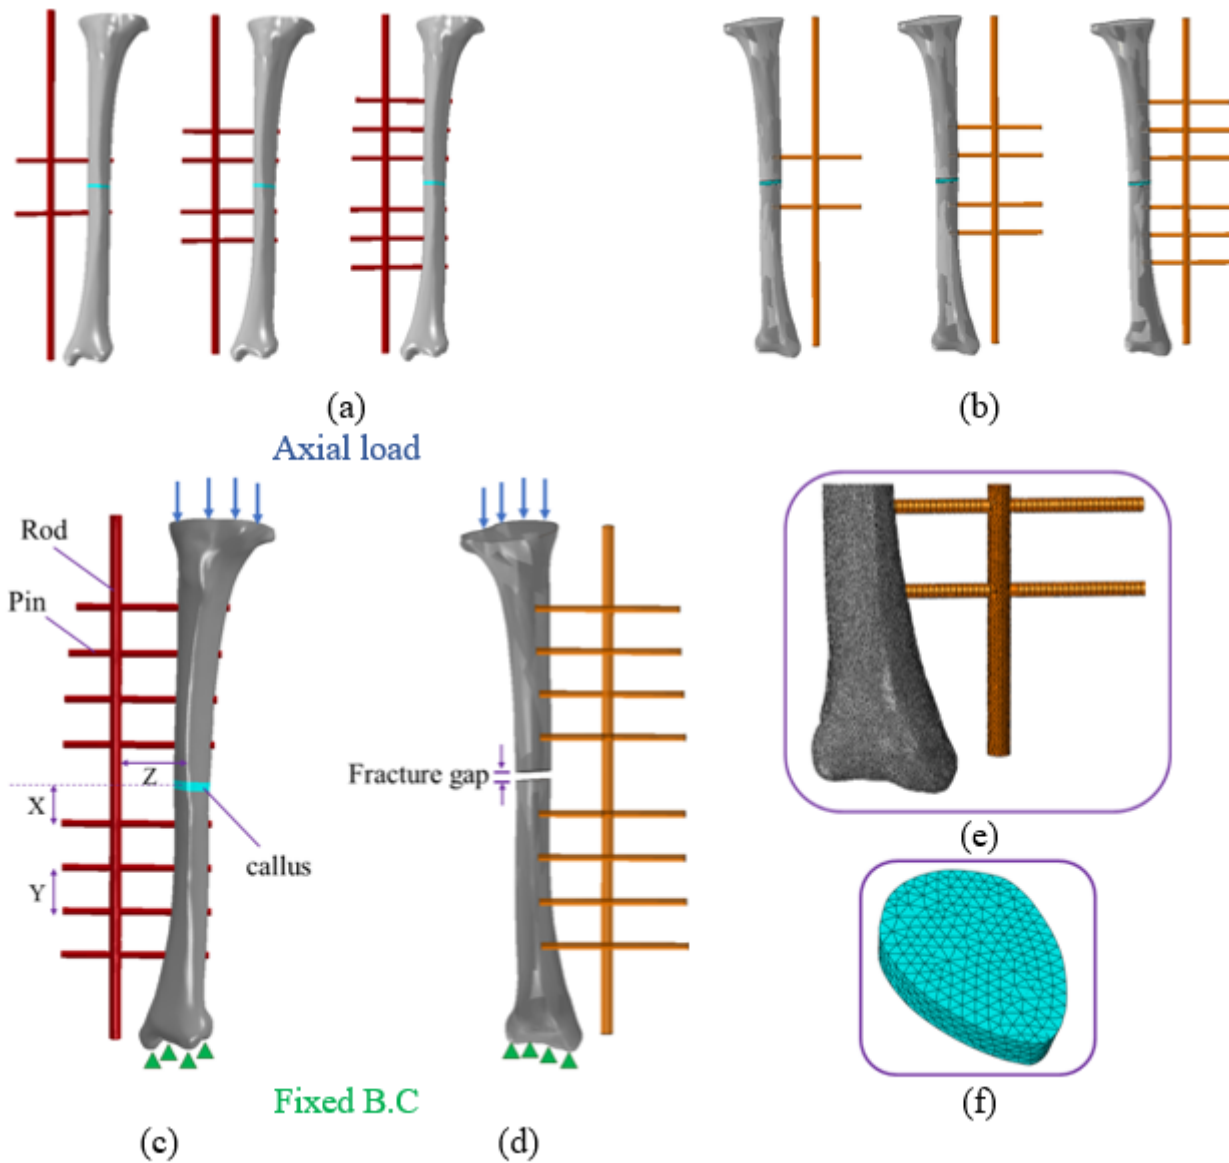 (a)
(b)
Axial load
Rod
Pin
Z
X
Y
callus
Fracture gap
Fixed B.C
(c)
(d)
(e)
(f)